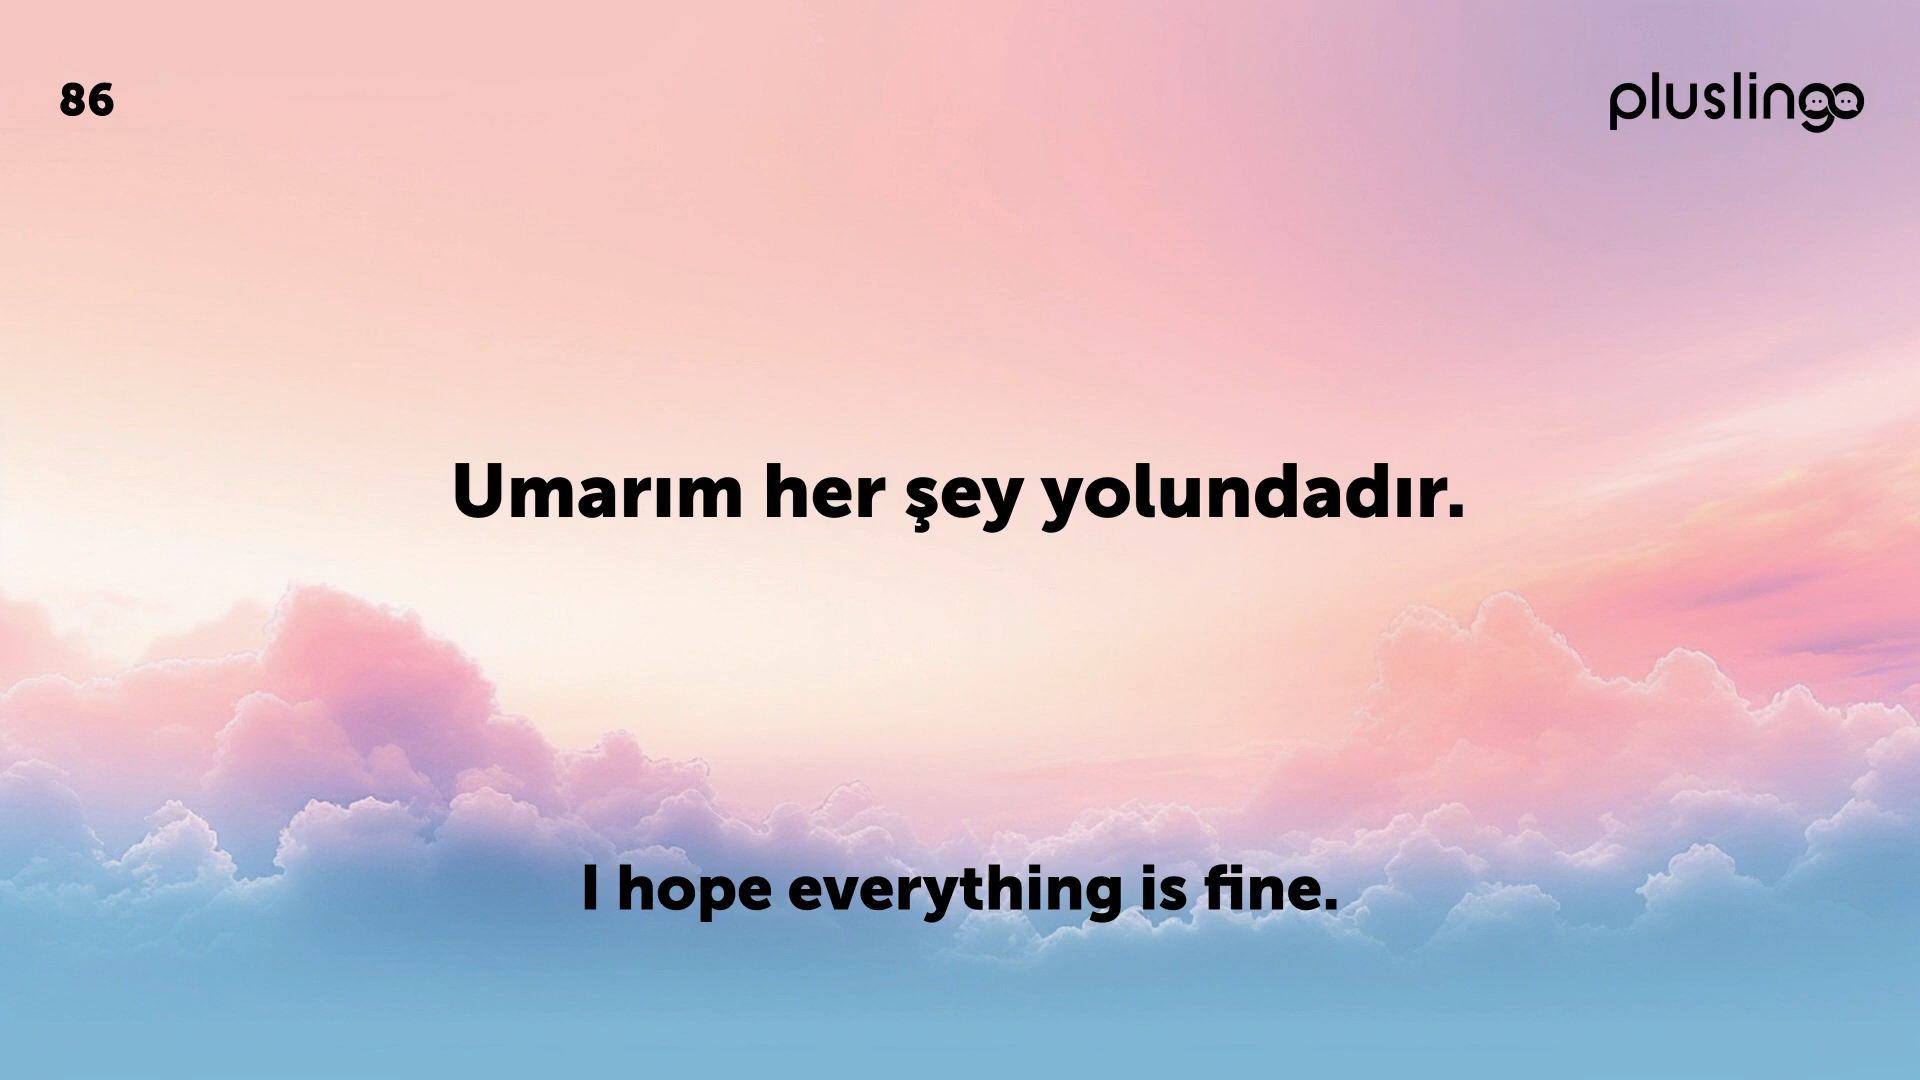 86
pluslingo
Umarım her şey yolundadır.
I hope everything is fine.